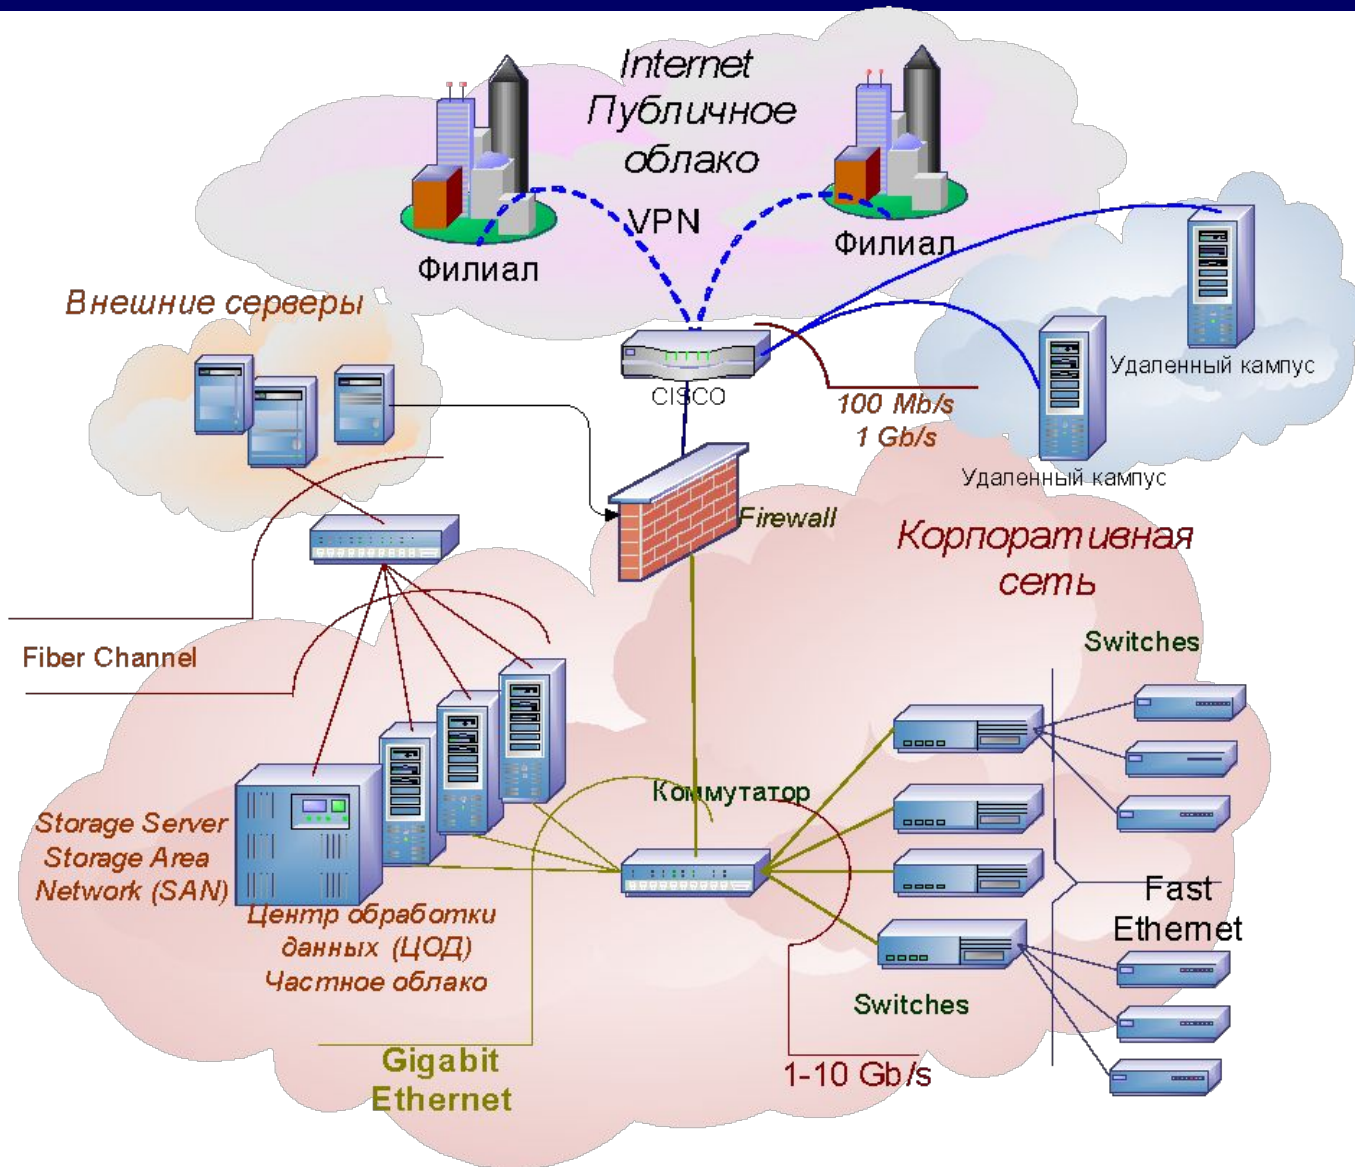 Internet
Публичное
облако
VPN
Филиал
Филиал
Внешние серверы
CISCO
100 Mb/s
1 Gb/s
Удаленный кампус
Удаленный кампус
Firewall
Корпоративная
сеть
Switches
Fiber Channel
Коммутатор
Storage Server
Storage Area
Network (SAN)
Центр обработки
данных (ЦОД)
Частное облако
Fast
Ethernet
Switches
Gigabit
Ethernet
1-10 Gb/s